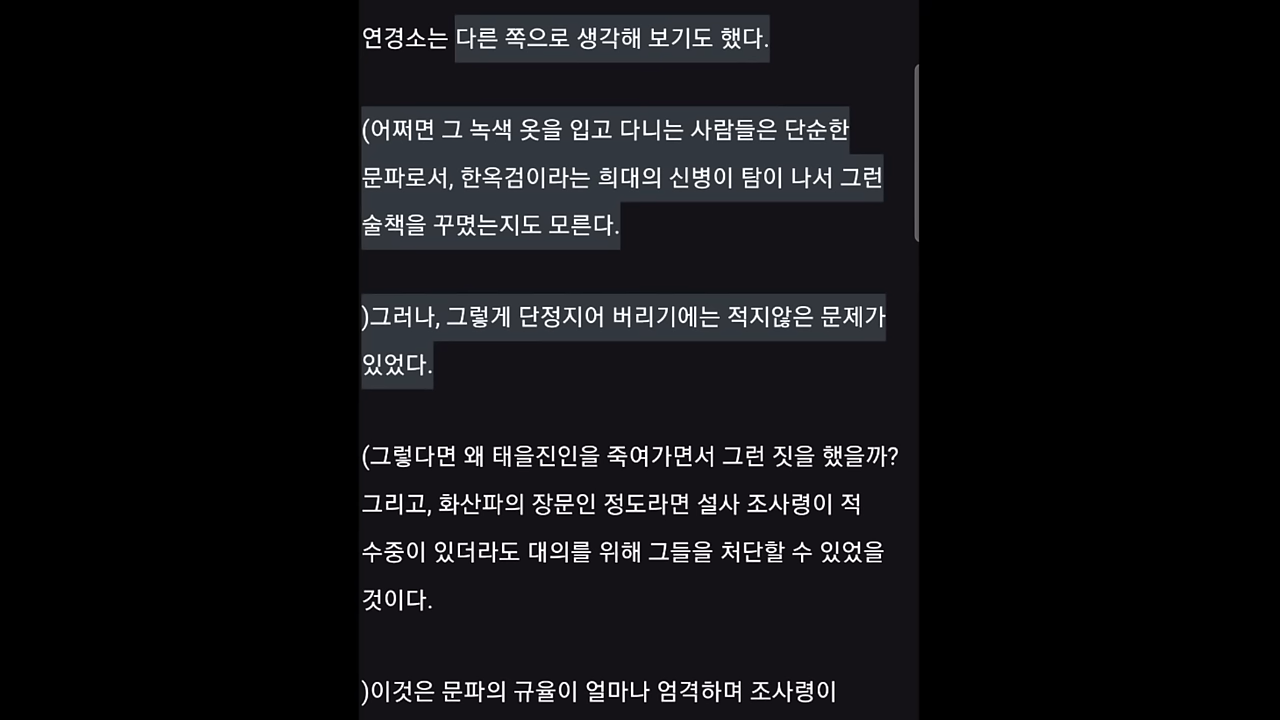 연경소는 다른 쪽으로 생각해 보기도 했다.
(어쩌면 그 녹색 옷을 입고 다니는 사람들은 단순한
문파로서, 한옥검이라는 희대의 신병이 탐이 나서 그런
술책을 꾸몄는지도 모른다.
)그러나, 그렇게 단정지어 버리기에는 적지않은 문제가
있었다.
(그렇다면 왜 태을진인을 죽여가면서 그런 짓을 했을까?
그리고, 화산파의 장문인 정도라면 설사 조사령이 적
수중이 있더라도 대의를 위해 그들을 처단할 수 있었을
것이다.
)이것은 문파의 규율이 얼마나 엄격하며 조사령이